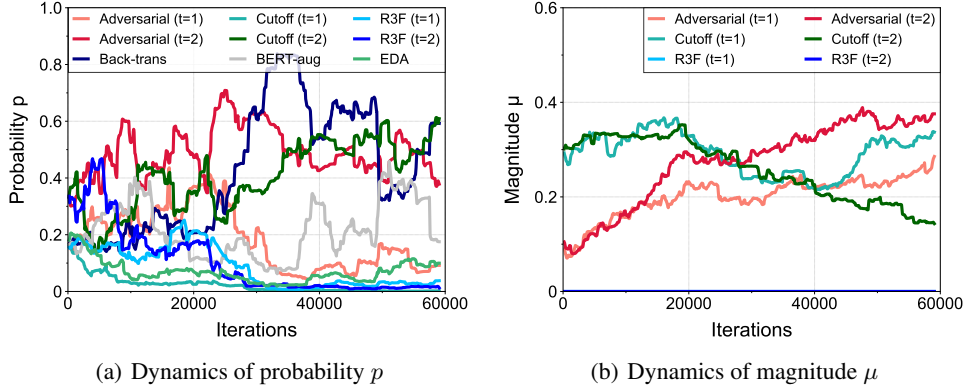 Adversarial (t=1) Cutoff (t=1) R3F (t=1)
Adversarial (t=2) Cutoff (t=2) R3F (t=2)
Back-trans BERT-aug EDA
1.0
0.8
0.6
0.4
0.2
0
Probability p
0 20000 40000 60000
Iterations
(a) Dynamics of probability p
Adversarial (t=1) Adversarial (t=2)
Cutoff (t=1) Cutoff (t=2)
R3F (t=1) R3F (t=2)
0.6
0.4
0.2
0
Magnitude μ
0 20000 40000 60000
Iterations
(b) Dynamics of magnitude μ